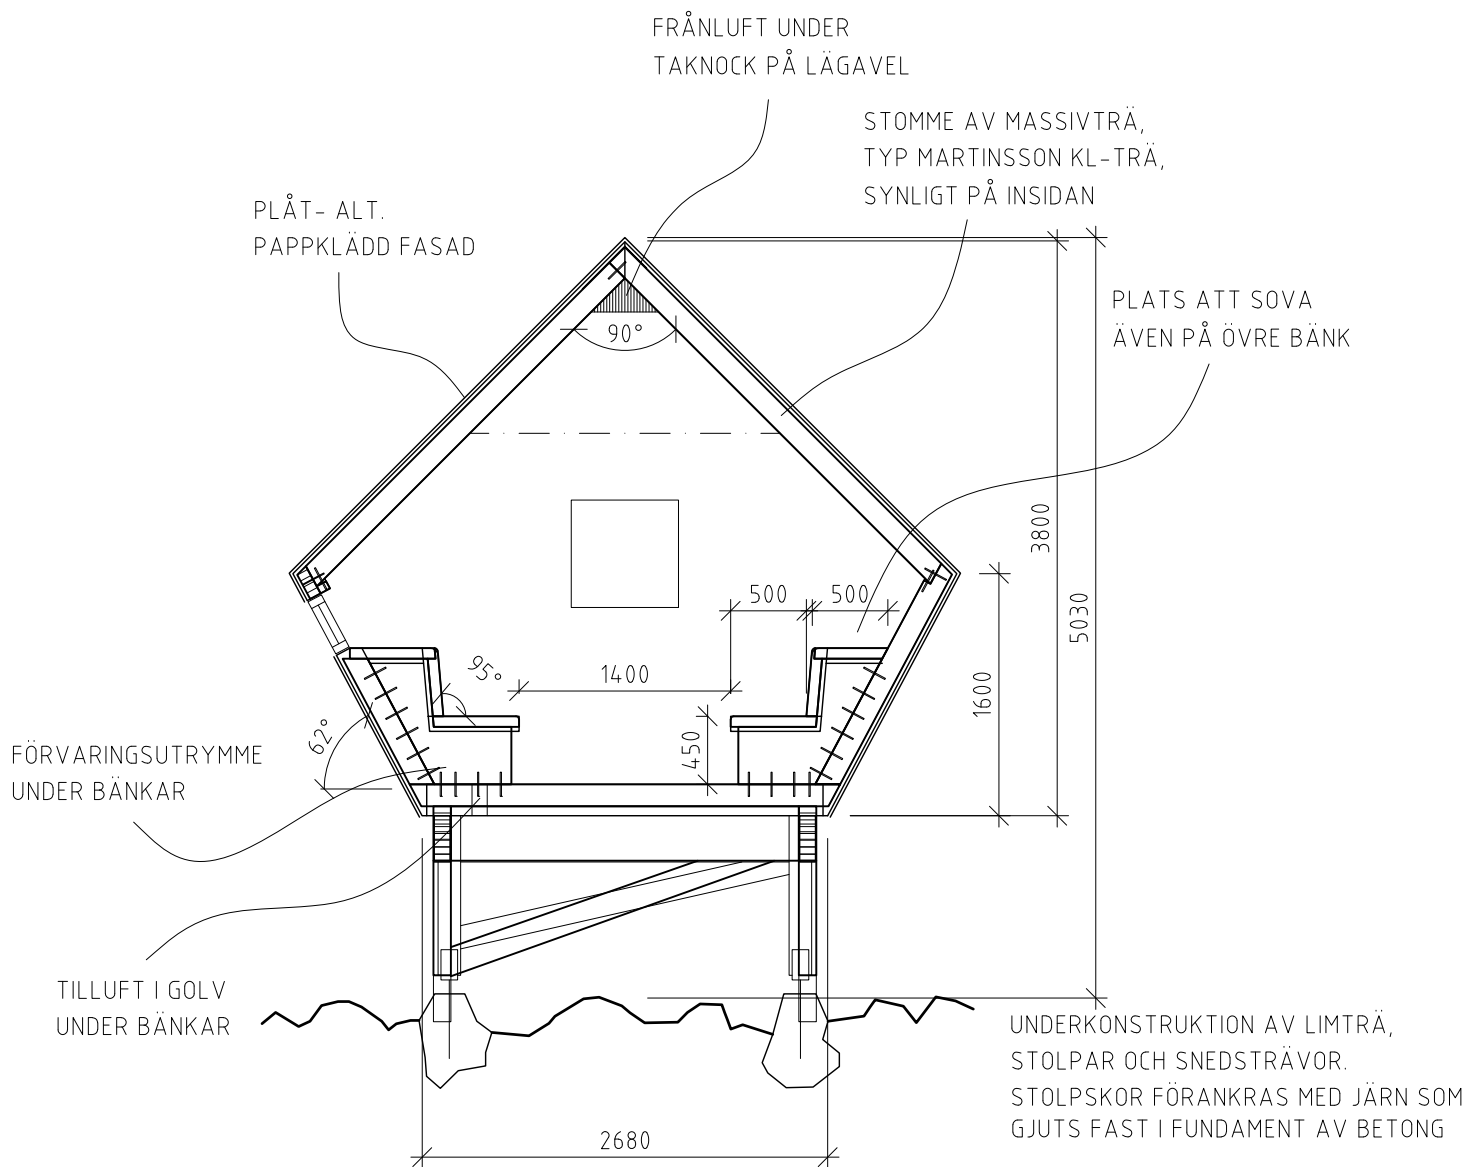 FRÅNLUFT UNDER
TAKNOCK PÅ LÄGAVEL
STOMME AV MASSIVTRÄ,
TYP MARTINSSON KL-TRÄ,
SYNLIGT PÅ INSIDAN
PLÅT- ALT.
PAPPKLÄDD FASAD
PLATS ATT SOVA
ÄVEN PÅ ÖVRE BÄNK
90°
3800
5030
500
500
1600
95°
1400
450
62°
FÖRVARINGSUTRYMME
UNDER BÄNKAR
TILLUFT I GOLV
UNDER BÄNKAR
UNDERKONSTRUKTION AV LIMTRÄ,
STOLPAR OCH SNEDSTRÄVOR.
STOLPSKOR FÖRANKRAS MED JÄRN SOM
GJUTS FAST I FUNDAMENT AV BETONG
2680